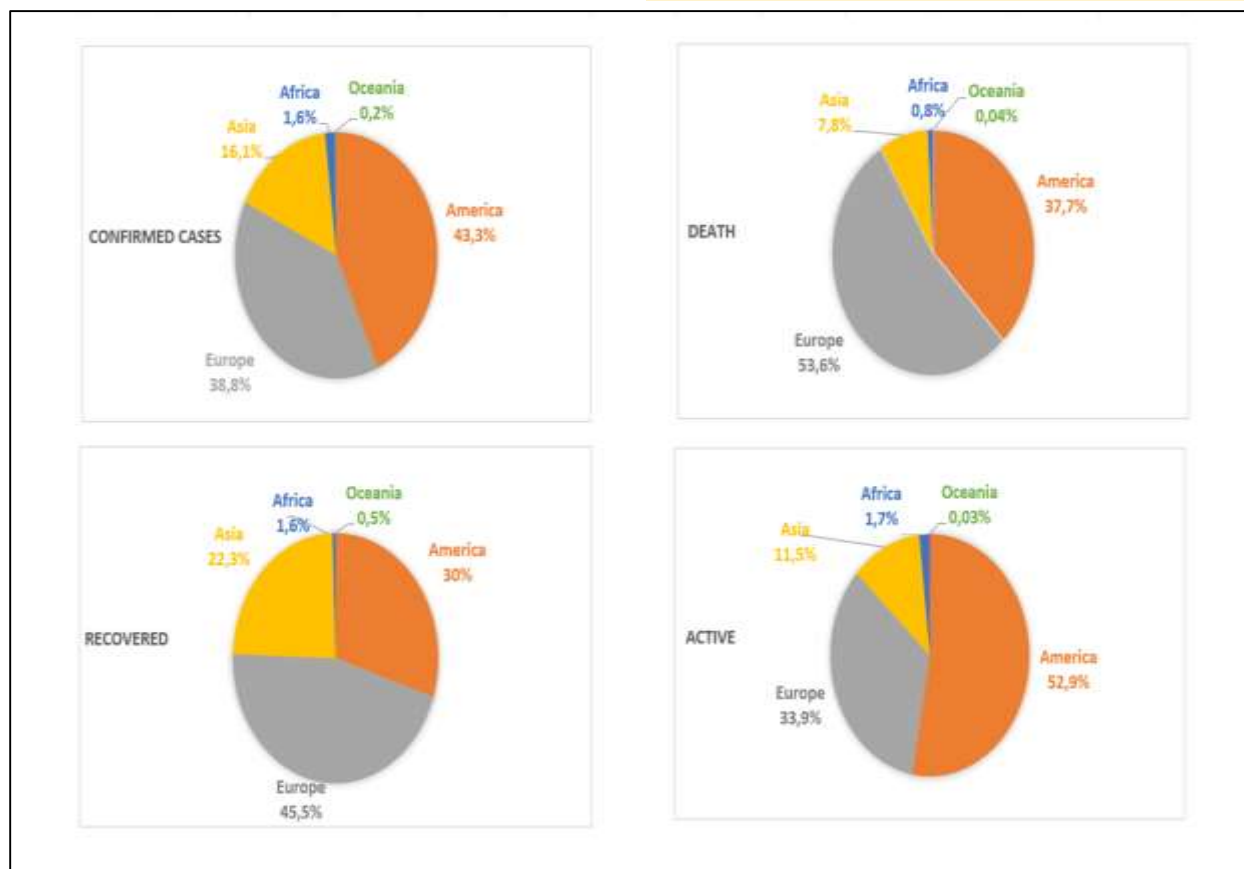 CONFIRMED CASES
Africa
1,6%
Oceania
0,2%
Asia
16,1%
America
43,3%
Europe
38,8%
DEATH
Africa
0,8%
Oceania
0,04%
Asia
7,8%
America
37,7%
Europe
53,6%
RECOVERED
Africa
1,6%
Oceania
0,5%
Asia
22,3%
America
30%
Europe
45,5%
ACTIVE
Africa
1,7%
Oceania
0,03%
Asia
11,5%
America
52,9%
Europe
33,9%